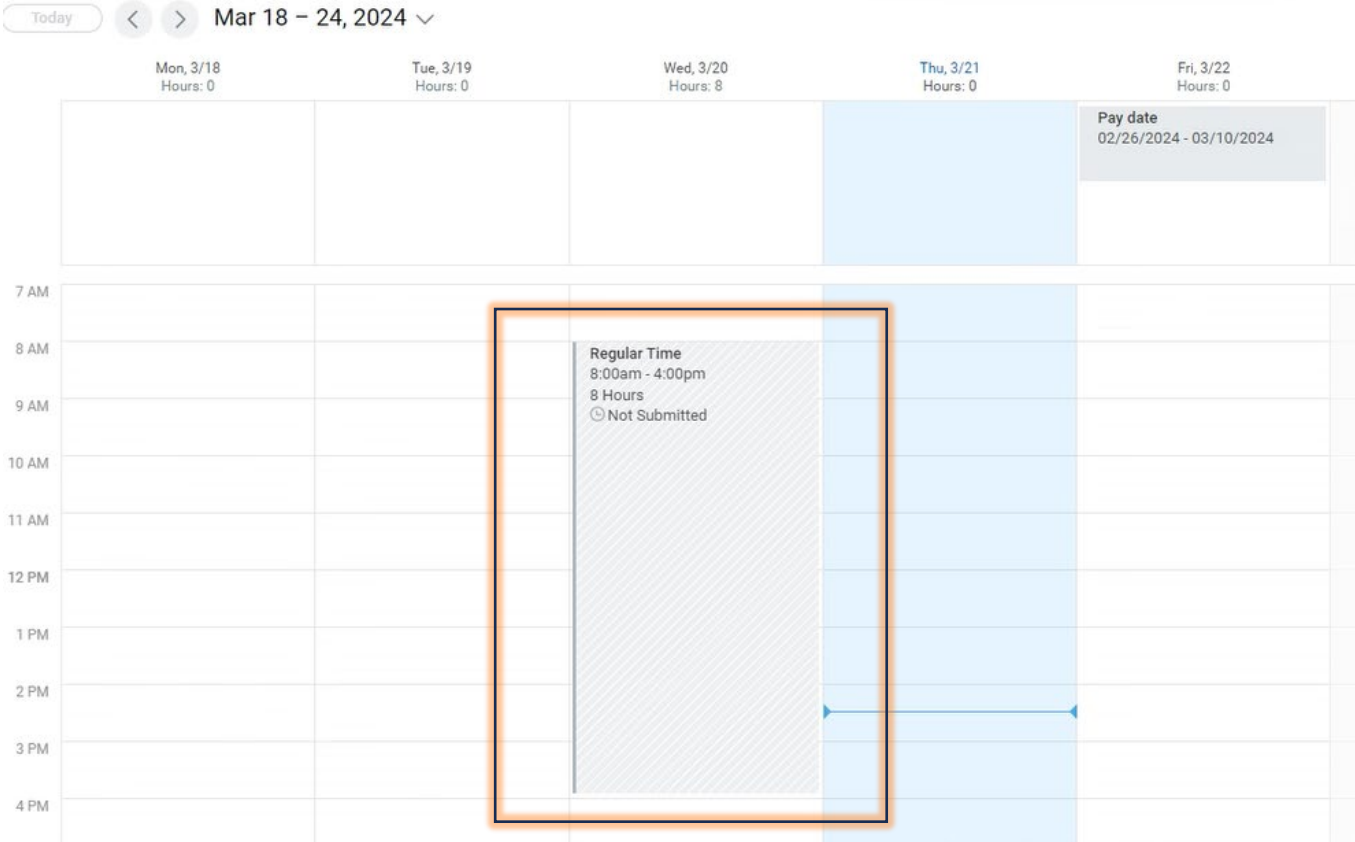 Today
Mar 18 – 24, 2024
Mon, 3/18
Hours: 0
Tue, 3/19
Hours: 0
Wed, 3/20
Hours: 8
Thu, 3/21
Hours: 0
Fri, 3/22
Hours: 0
Pay date
02/26/2024 - 03/10/2024
7 AM
8 AM
Regular Time
8:00am - 4:00pm
8 Hours
Not Submitted
9 AM
10 AM
11 AM
12 PM
1 PM
2 PM
3 PM
4 PM